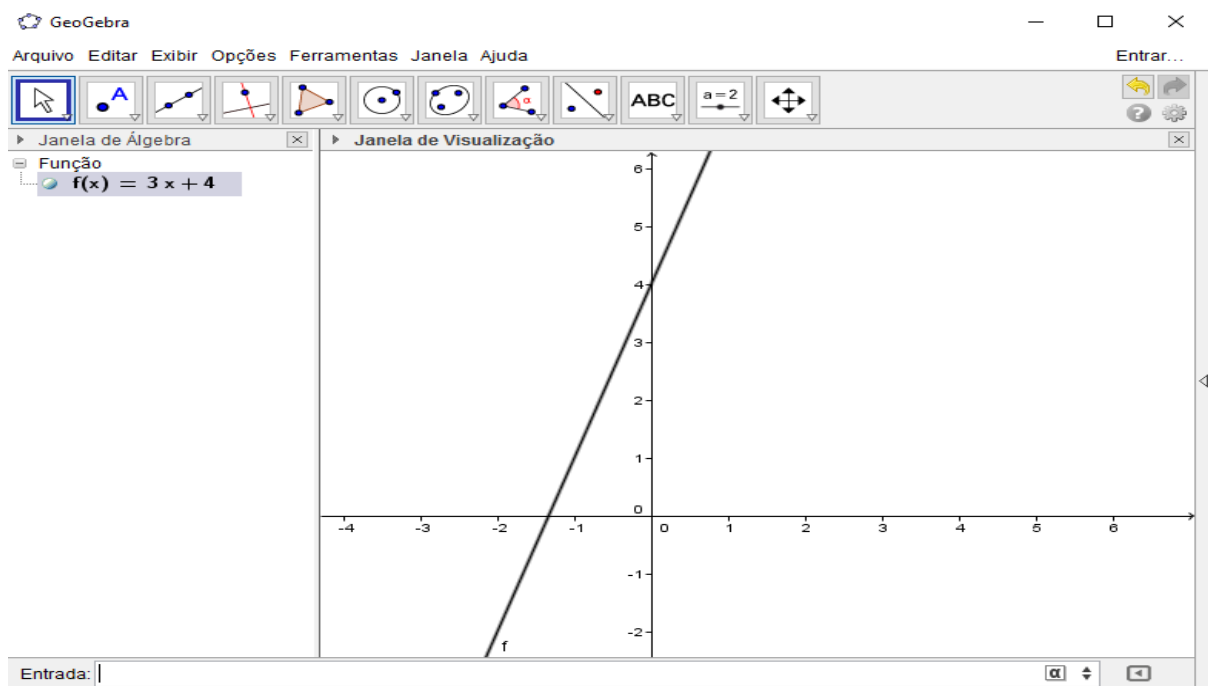 GeoGebra
Arquivo Editar Exibir Opções Ferramentas Janela Ajuda Entrar...
A α ABC a=2
Janela de Álgebra
Janela de Visualização
Função
f(x) = 3 x + 4
6
5
4
3
2
1
0
-4 -3 -2 -1 0 1 2 3 4 5 6
-1
-2
f
Entrada: α